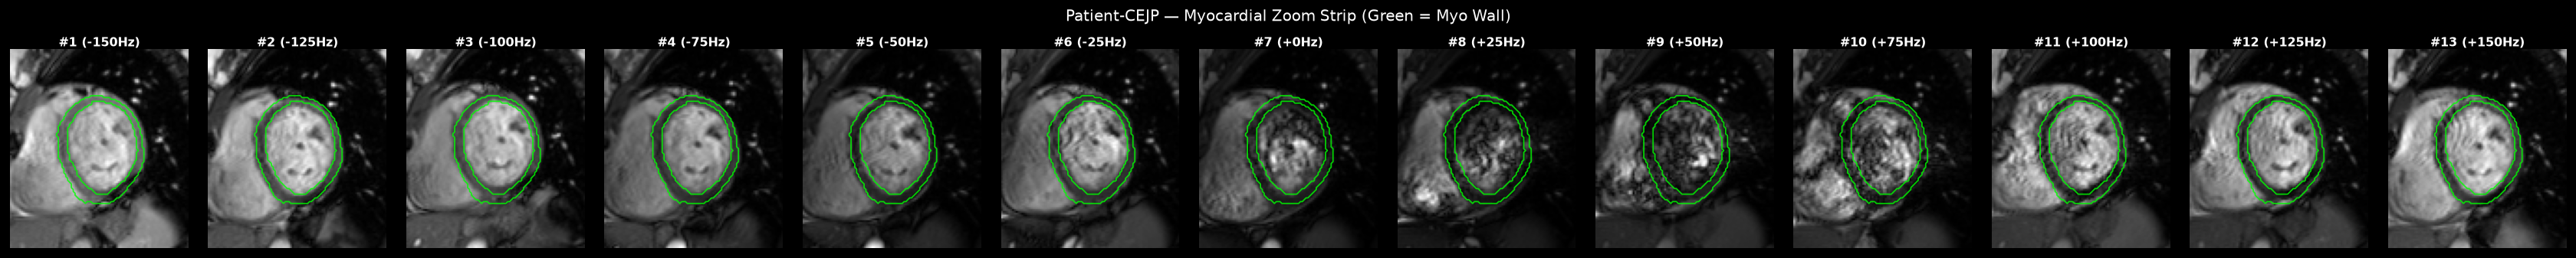 Patient-CEJP — Myocardial Zoom Strip (Green = Myo Wall)
#1 (-150Hz) #2 (-125Hz) #3 (-100Hz) #4 (-75Hz) #5 (-50Hz) #6 (-25Hz) #7 (+0Hz) #8 (+25Hz) #9 (+50Hz) #10 (+75Hz) #11 (+100Hz) #12 (+125Hz) #13 (+150Hz)